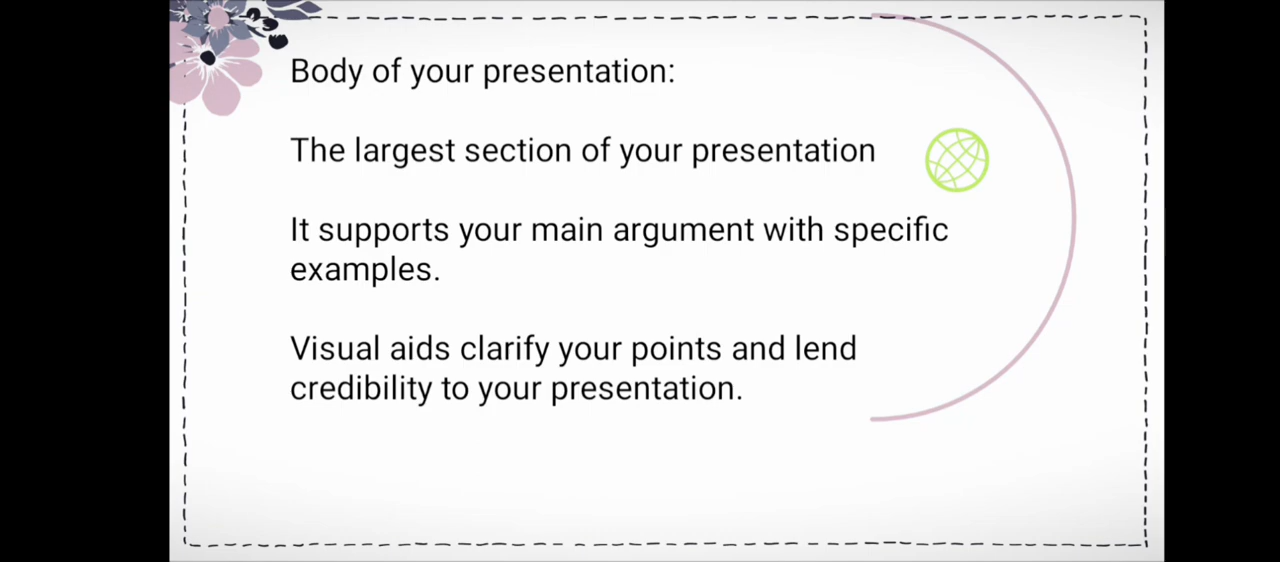 Body of your presentation:
The largest section of your presentation
It supports your main argument with specific
examples.
Visual aids clarify your points and lend
credibility to your presentation.